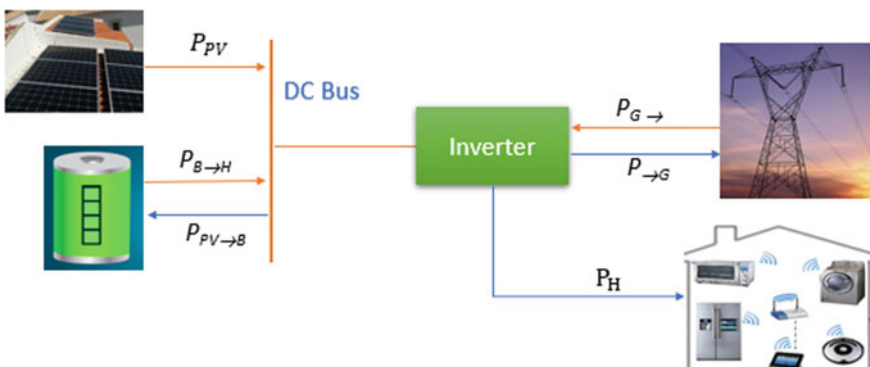 P_PV
DC Bus
P_B→H
P_PV→B
Inverter
P_G→
P_→G
P_H